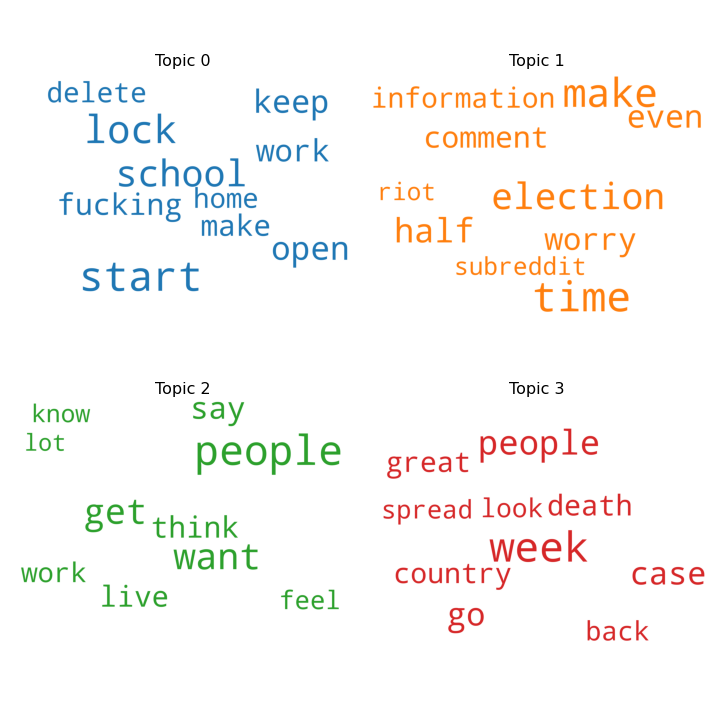 Topic 0
delete
keep
lock
work
school
fucking
home
make
open
start
Topic 1
information
make
even
comment
riot
election
half
worry
subreddit
time
Topic 2
know
say
lot
people
get
think
want
work
live
feel
Topic 3
people
great
spread
look
death
week
country
case
go
back